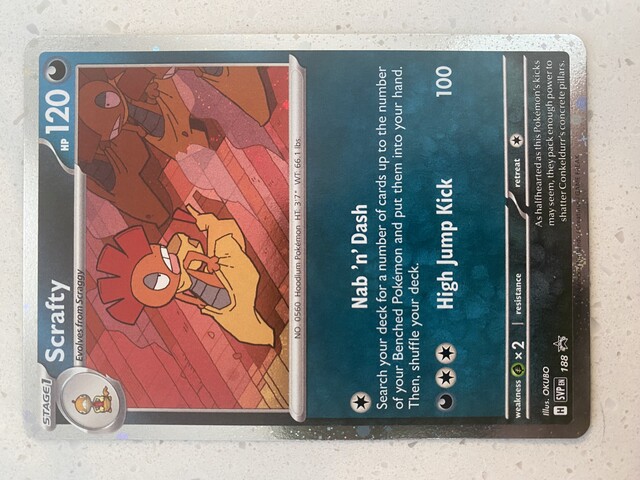 STAGE 1
Scrafty
HP 120
Evolves from Scraggy
NO. 0560 Hoodlum Pokémon HT: 3'7" WT: 66.1 lbs.
Nab 'n' Dash
Search your deck for a number of cards up to the number
of your Benched Pokémon and put them into your hand.
Then, shuffle your deck.
High Jump Kick 100
weakness ×2 resistance retreat
Illus. OKUBO
H SVP EN 188
As halfhearted as this Pokémon's kicks
may seem, they pack enough power to
shatter Conkeldurr's concrete pillars.